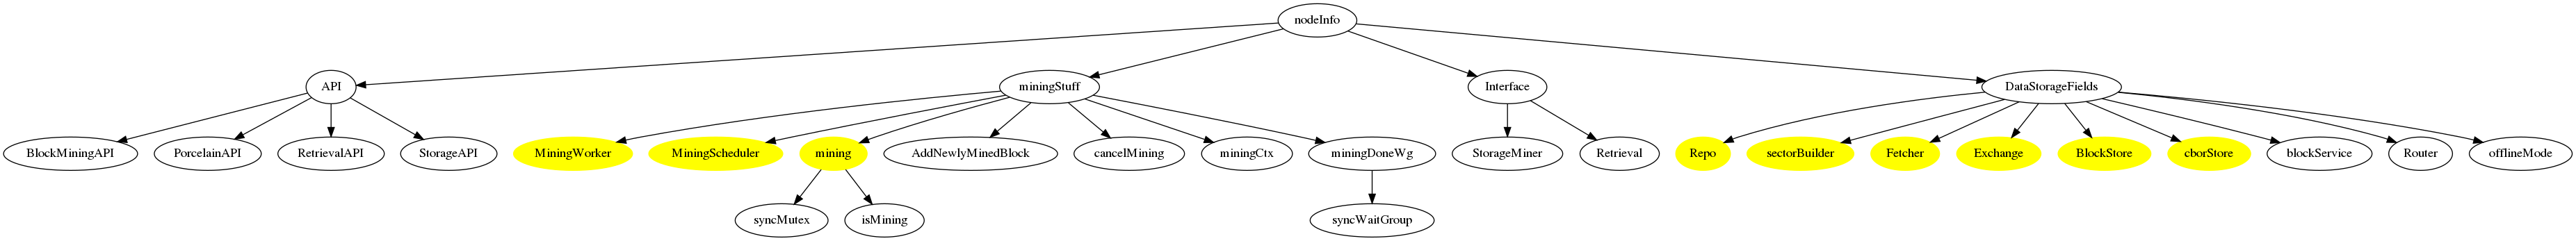 nodeInfo
API
miningStuff
Interface
DataStorageFields
BlockMiningAPI
PorcelainAPI
RetrievalAPI
StorageAPI
MiningWorker
MiningScheduler
mining
AddNewlyMinedBlock
cancelMining
miningCtx
miningDoneWg
StorageMiner
Retrieval
Repo
sectorBuilder
Fetcher
Exchange
BlockStore
cborStore
blockService
Router
offlineMode
syncMutex
isMining
syncWaitGroup